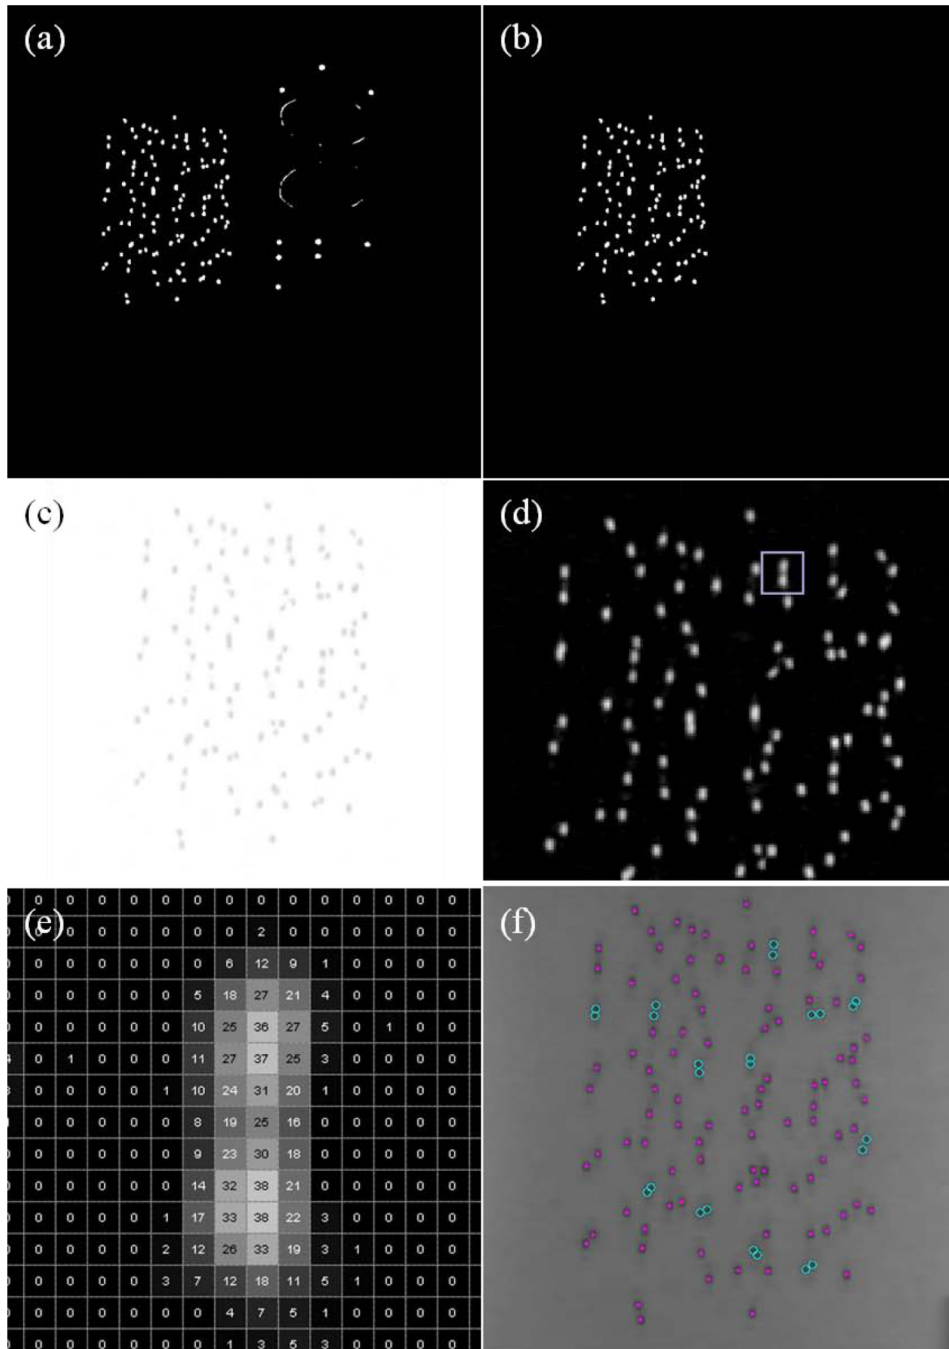 (a)
(b)
(c)
(d)
(e)
0 0 0 0 0 0 0 0 0 0 0 0 0 0
0 0 0 0 0 0 0 2 0 0 0 0 0 0
0 0 0 0 0 0 6 12 9 1 0 0 0 0
0 0 0 0 0 5 18 27 21 4 0 0 0 0
0 0 0 0 0 10 25 36 27 5 0 1 0 0
0 1 0 0 0 11 27 37 25 3 0 0 0 0
0 0 0 0 1 10 24 31 20 1 0 0 0 0
0 0 0 0 0 8 19 25 16 0 0 0 0 0
0 0 0 0 0 9 23 30 18 0 0 0 0 0
0 0 0 0 0 14 32 38 21 0 0 0 0 0
0 0 0 0 1 17 33 38 22 3 0 0 0 0
0 0 0 0 2 12 26 33 19 3 1 0 0 0
0 0 0 0 3 7 12 18 11 5 1 0 0 0
0 0 0 0 0 0 4 7 5 1 0 0 0 0
0 0 0 0 0 0 1 3 5 3 0 0 0 0
(f)